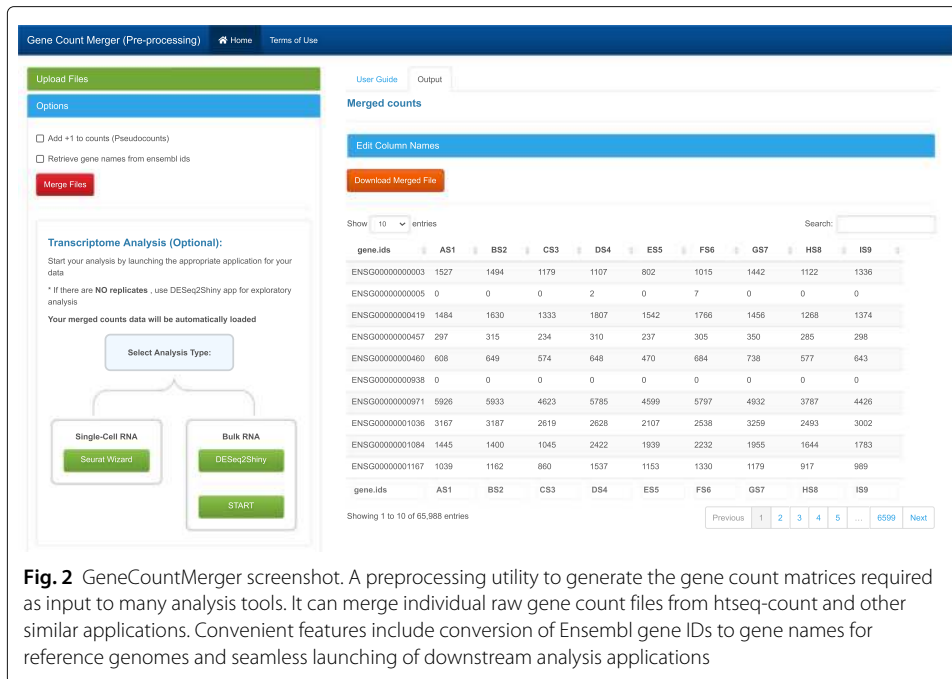 Gene Count Merger (Pre-processing) Home Terms of Use
Upload Files
Options
Add +1 to counts (Pseudocounts)
Retrieve gene names from ensembl ids
Merge Files
Transcriptome Analysis (Optional):
Start your analysis by launching the appropriate application for your
data
* If there are NO replicates , use DESeq2Shiny app for exploratory
analysis
Your merged counts data will be automatically loaded
Select Analysis Type:
Single-Cell RNA
Seurat Wizard
Bulk RNA
DESeq2Shiny
START
User Guide Output
Merged counts
Edit Column Names
Download Merged File
Show 10 entries Search:
gene.ids AS1 BS2 CS3 DS4 ES5 FS6 GS7 HS8 IS9
ENSG00000000003 1527 1494 1179 1107 802 1015 1442 1122 1336
ENSG00000000005 0 0 0 2 0 7 0 0 0
ENSG00000000419 1484 1630 1333 1807 1542 1766 1456 1268 1374
ENSG00000000457 297 315 234 310 237 305 350 285 298
ENSG00000000460 608 649 574 648 470 684 738 577 643
ENSG00000000938 0 0 0 0 0 0 0 0 0
ENSG00000000971 5926 5933 4623 5785 4599 5797 4932 3787 4426
ENSG00000001036 3167 3187 2619 2628 2107 2538 3259 2493 3002
ENSG00000001084 1445 1400 1045 2422 1939 2232 1955 1644 1783
ENSG00000001167 1039 1162 860 1537 1153 1330 1179 917 989
gene.ids AS1 BS2 CS3 DS4 ES5 FS6 GS7 HS8 IS9
Showing 1 to 10 of 65,988 entries Previous 1 2 3 4 5 ... 6599 Next
Fig. 2 GeneCountMerger screenshot. A preprocessing utility to generate the gene count matrices required
as input to many analysis tools. It can merge individual raw gene count files from htseq-count and other
similar applications. Convenient features include conversion of Ensembl gene IDs to gene names for
reference genomes and seamless launching of downstream analysis applications